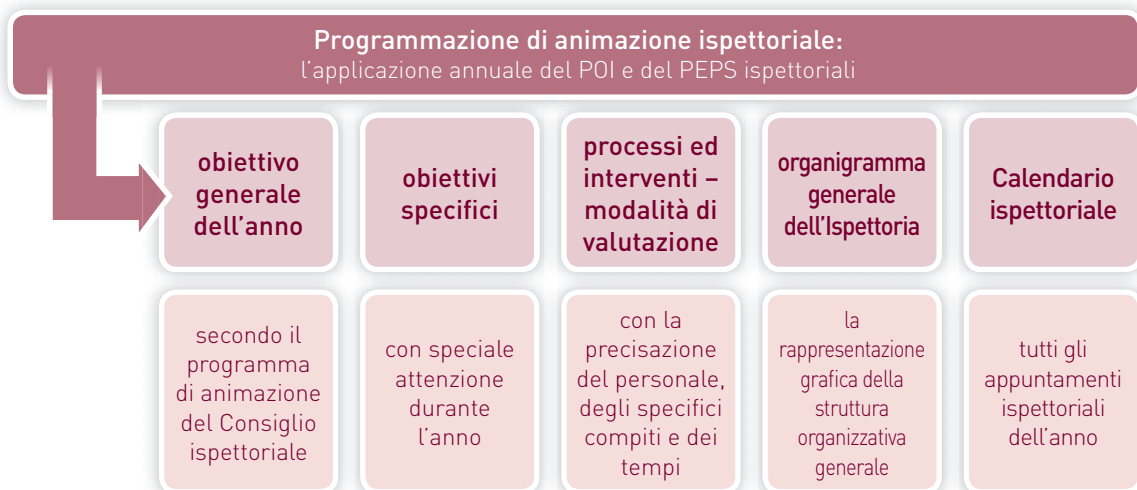 Programmazione di animazione ispettoriale:
l'applicazione annuale del POI e del PEPS ispettoriali
obiettivo
generale
dell'anno
obiettivi
specifici
processi ed
interventi –
modalità di
valutazione
organigramma
generale
dell'Ispettoria
Calendario
ispettoriale
secondo il
programma
di animazione
del Consiglio
ispettoriale
con speciale
attenzione
durante
l'anno
con la
precisazione
del personale,
degli specifici
compiti e dei
tempi
la
rappresentazione
grafica della
struttura
organizzativa
generale
tutti gli
appuntamenti
ispettoriali
dell'anno